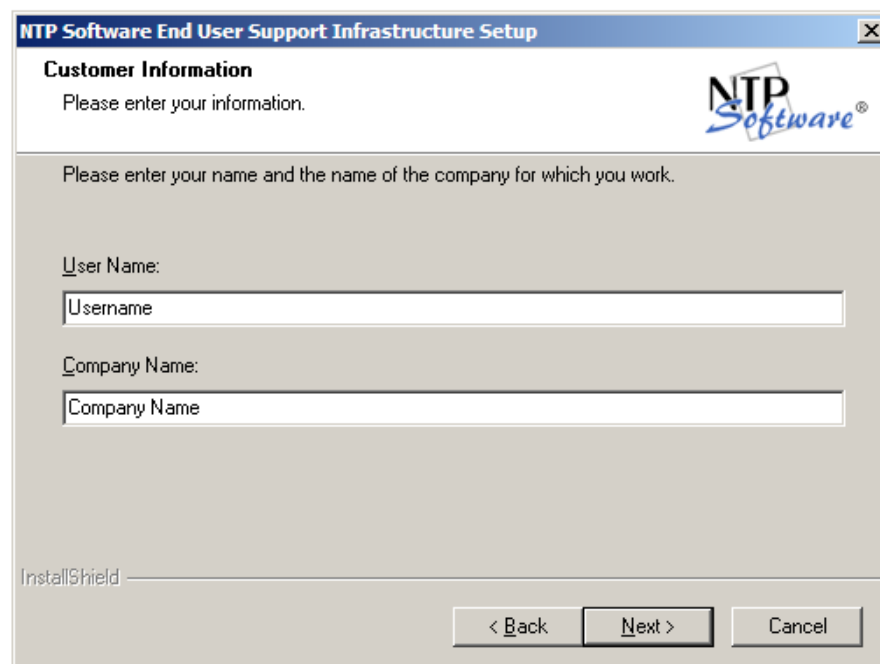 NTP Software End User Support Infrastructure Setup
Customer Information
Please enter your information.
NTP
Software®
Please enter your name and the name of the company for which you work.
User Name:
Username
Company Name:
Company Name
InstallShield
< Back
Next >
Cancel